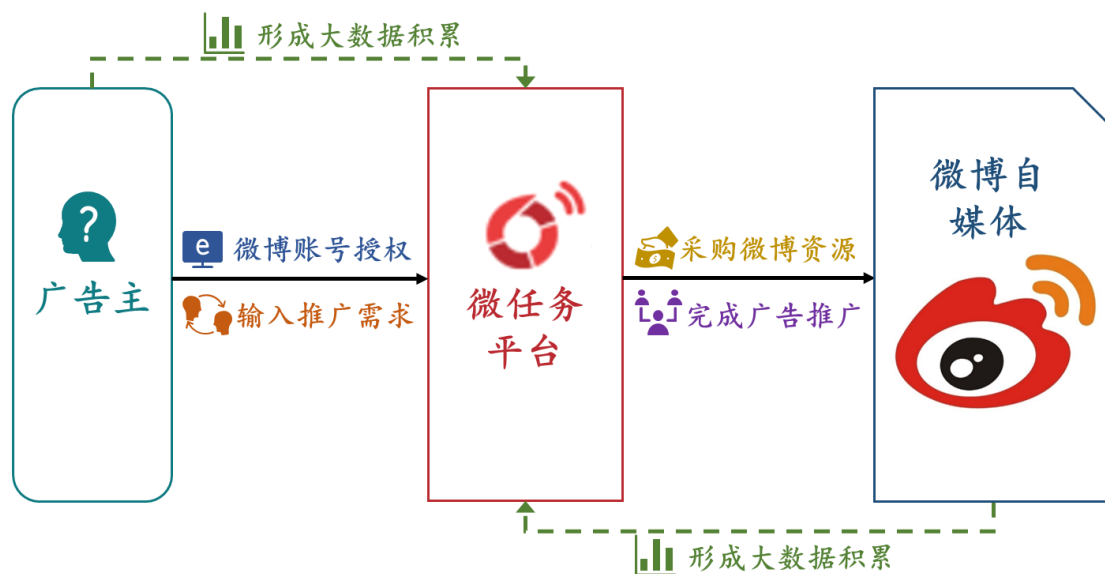 形成大数据积累
广告主
微博账号授权
输入推广需求
微任务
平台
采购微博资源
完成广告推广
微博自
媒体
形成大数据积累